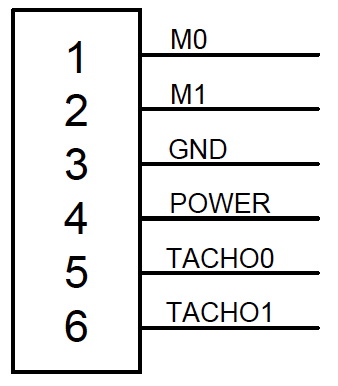 1 M0
2 M1
3 GND
4 POWER
5 TACHO0
6 TACHO1